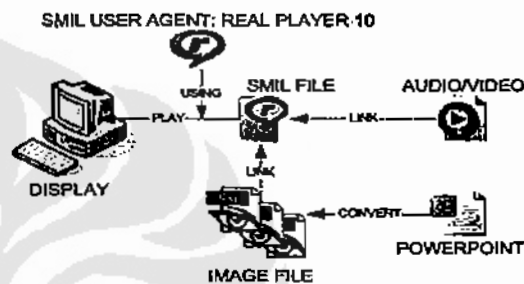 SMIL USER AGENT: REAL PLAYER 10
USING
SMIL FILE
AUDIO/VIDEO
PLAY
LINK
DISPLAY
LINK
CONVERT
POWERPOINT
IMAGE FILE